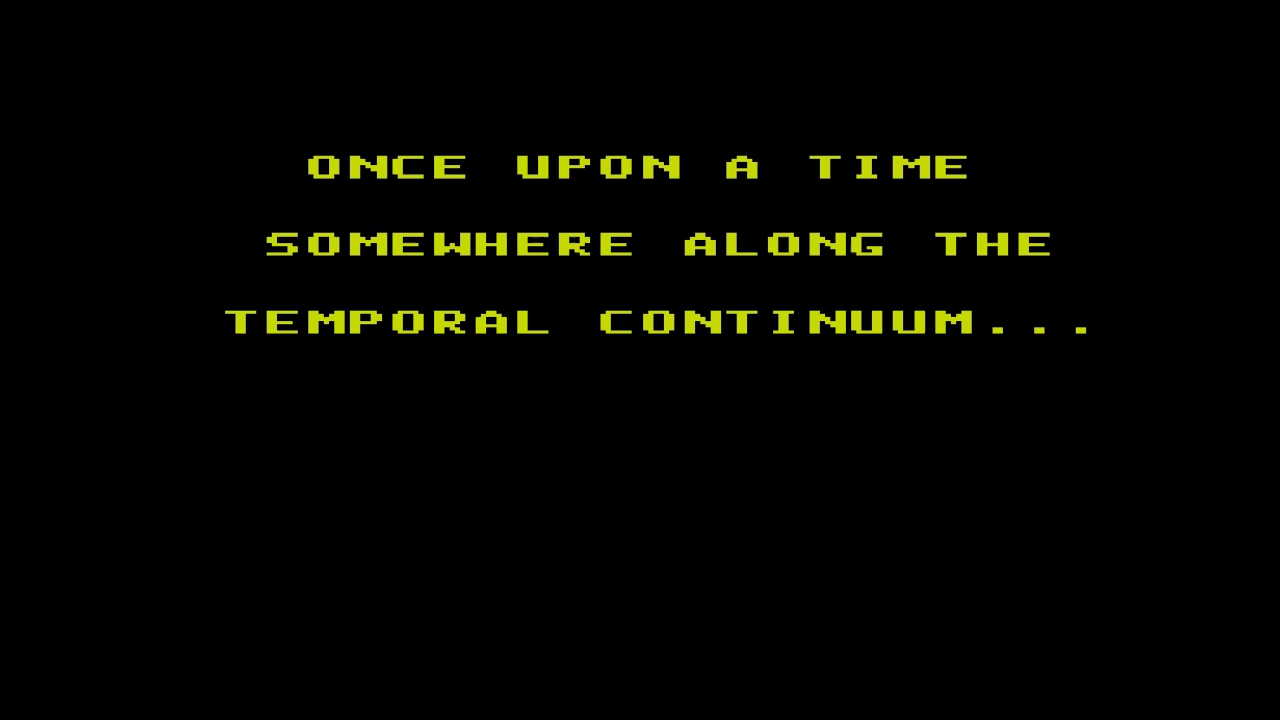 ONCE UPON A TIME
SOMEWHERE ALONG THE
TEMPORAL CONTINUUM...